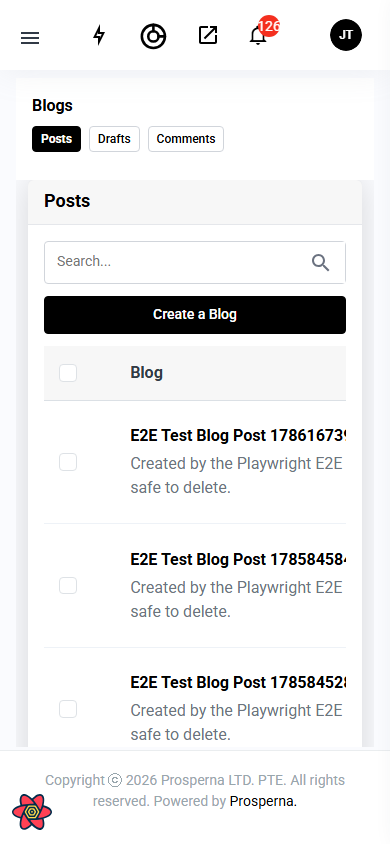 126
JT
Blogs
Posts
Drafts
Comments
Posts
Search...
Create a Blog
Blog
E2E Test Blog Post 178616739
Created by the Playwright E2E
safe to delete.
E2E Test Blog Post 178584584
Created by the Playwright E2E
safe to delete.
E2E Test Blog Post 178584528
Created by the Playwright E2E
safe to delete.
Copyright ⓒ 2026 Prosperna LTD. PTE. All rights
reserved. Powered by Prosperna.